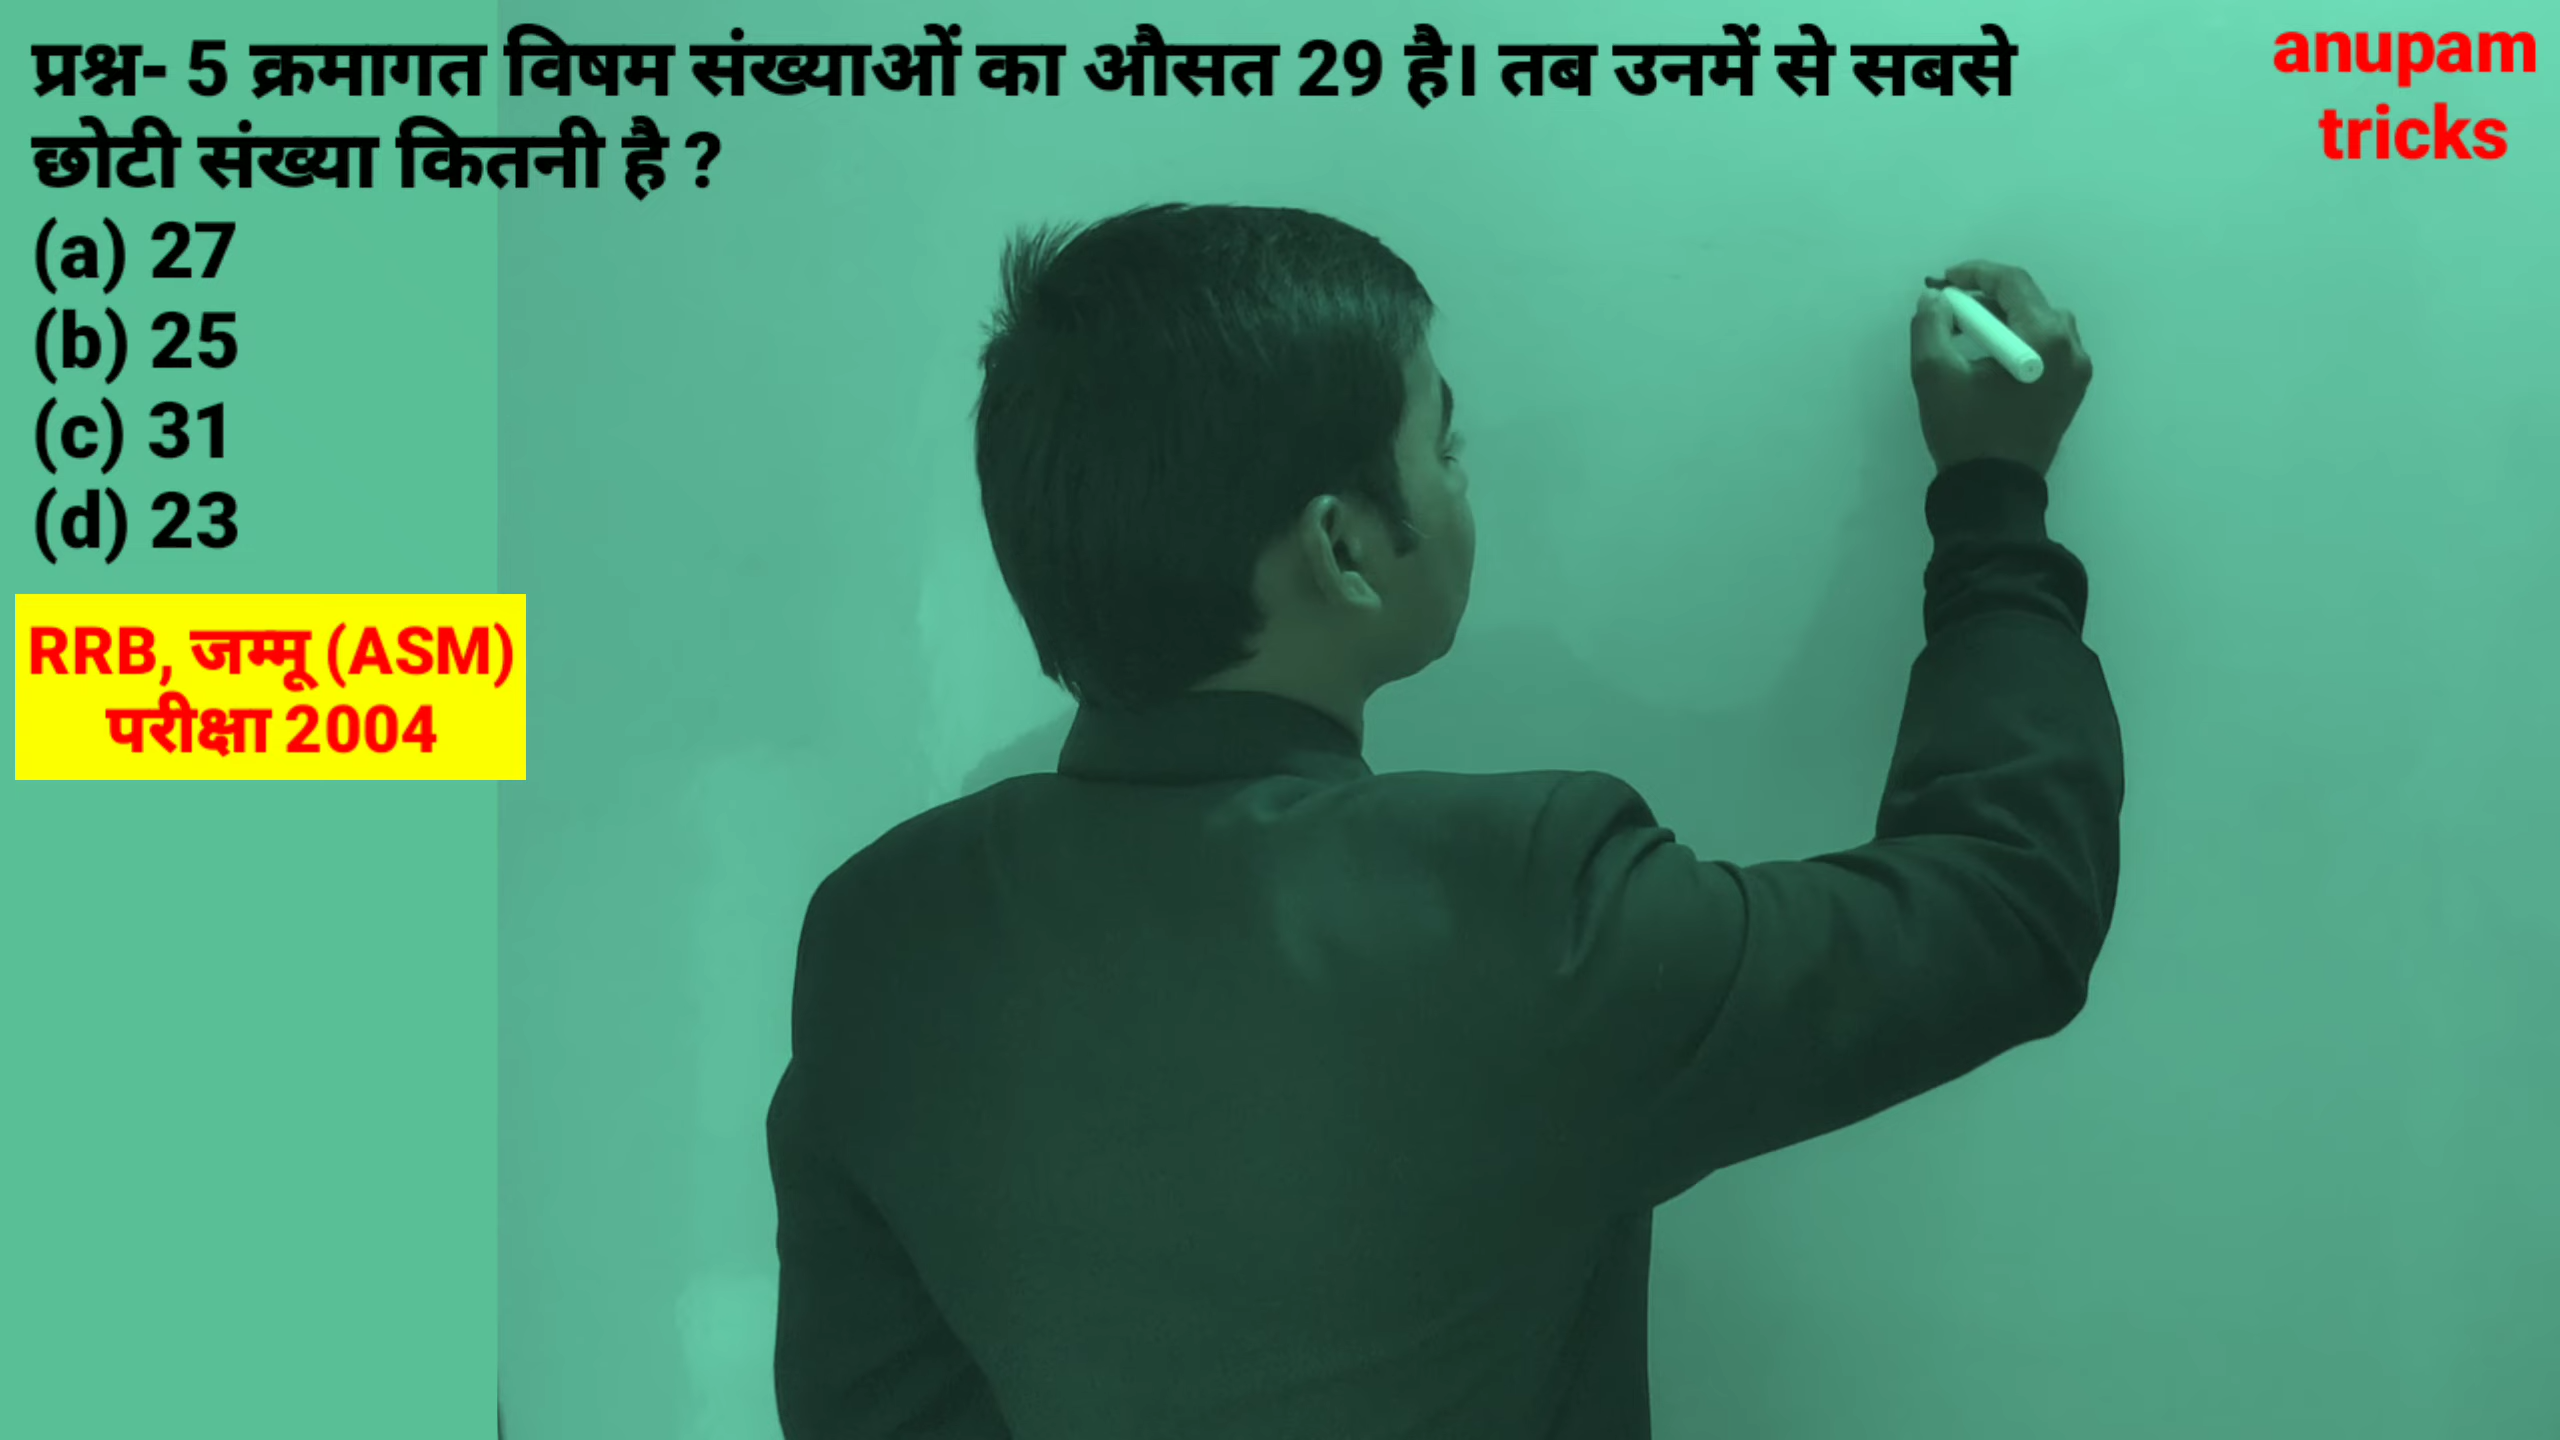 प्रश्न- 5 क्रमागत विषम संख्याओं का औसत 29 है। तब उनमें से सबसे
छोटी संख्या कितनी है ?
(a) 27
(b) 25
(c) 31
(d) 23
RRB, जम्मू (ASM)
परीक्षा 2004
anupam
tricks